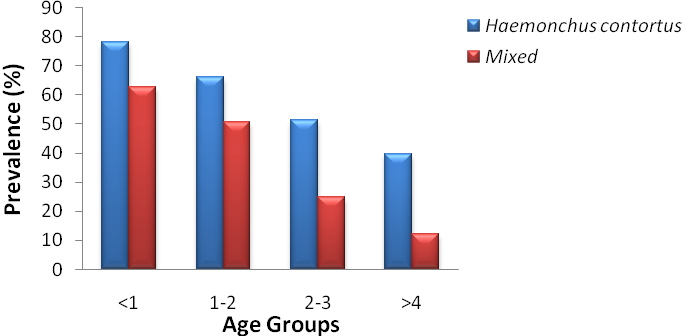 90
80
70
60
50
40
30
20
10
0
Prevalence (%)
<1 1-2 2-3 >4
Age Groups
Haemonchus contortus
Mixed